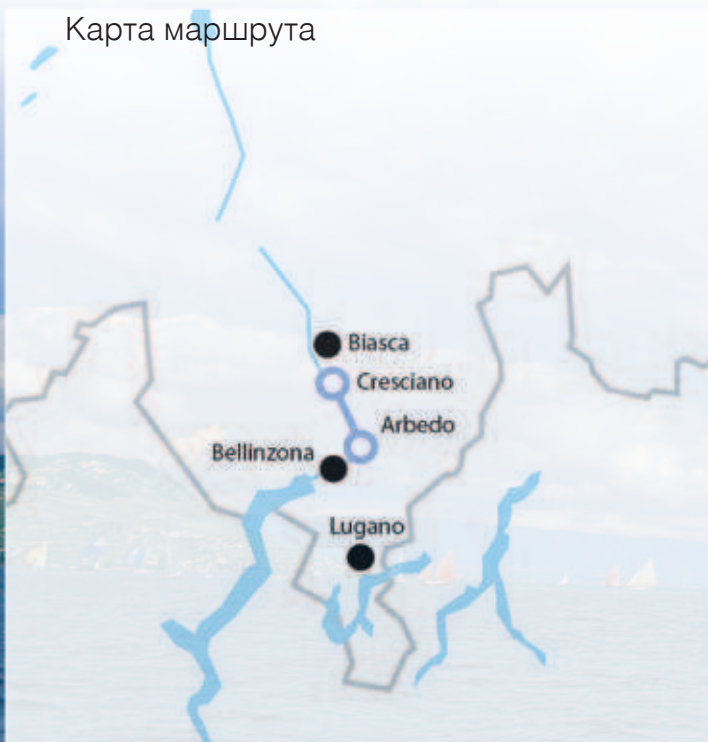 Карта маршрута
Biasca
Cresciano
Arbedo
Bellinzona
Lugano